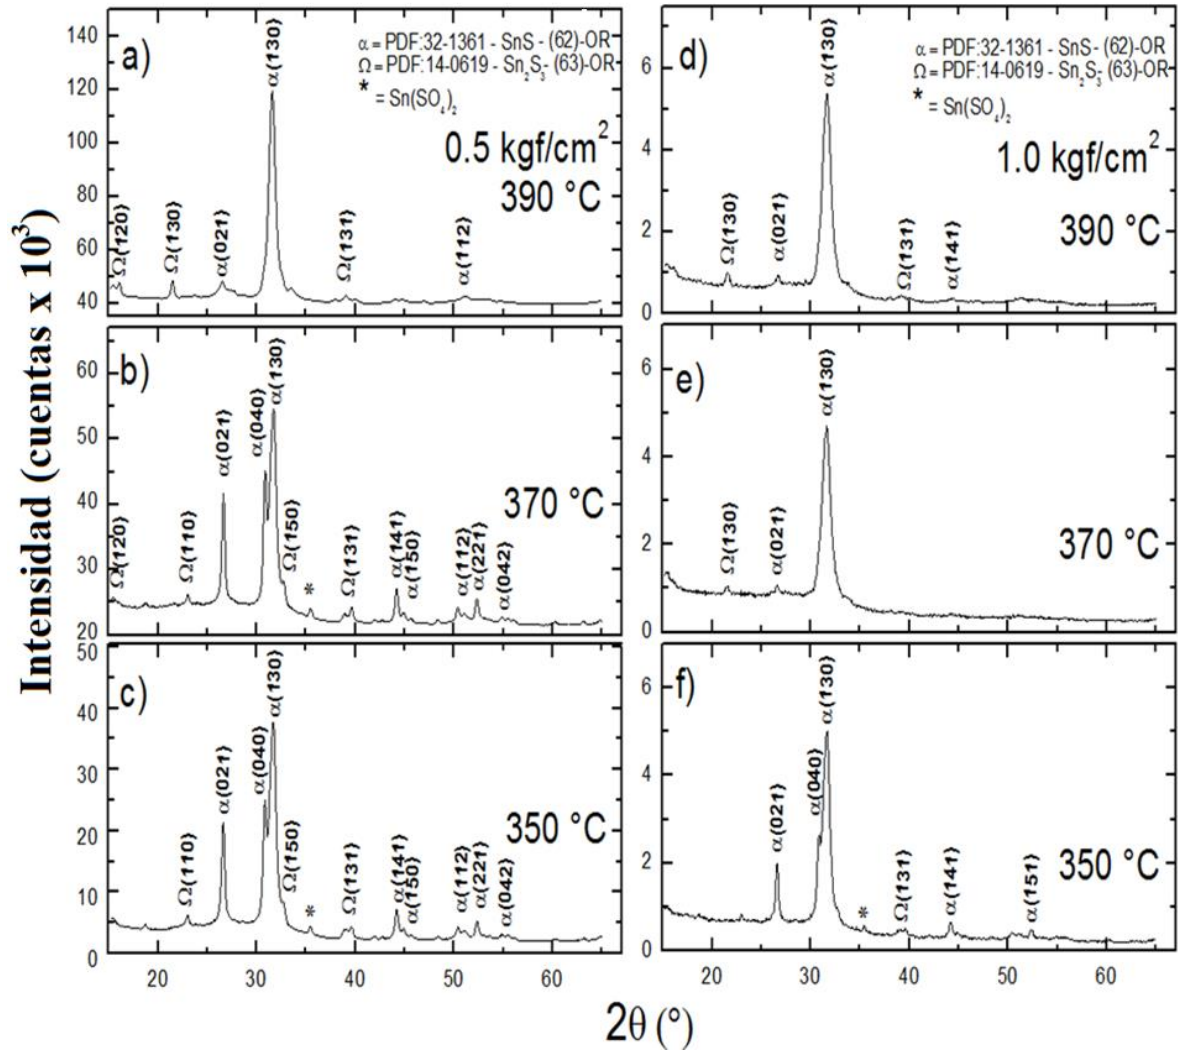 Intensidad (cuentas x 10³)
a)
α = PDF:32-1361 - SnS - (62)-OR
Ω = PDF:14-0619 - Sn₂S₃- (63)-OR
* = Sn(SO₄)₂
0.5 kgf/cm²
390 °C
140
120
100
80
60
40
Ω(120)
Ω(130)
α(021)
α(130)
Ω(131)
α(112)
d)
α = PDF:32-1361 - SnS - (62)-OR
Ω = PDF:14-0619 - Sn₂S₃- (63)-OR
* = Sn(SO₄)₂
1.0 kgf/cm²
390 °C
6
4
2
0
Ω(130)
α(021)
α(130)
Ω(131)
α(141)
b)
370 °C
60
50
40
30
20
Ω(120)
Ω(110)
α(021)
α(040)
α(130)
Ω(150)
*
Ω(131)
α(141)
α(150)
α(112)
α(221)
α(042)
e)
370 °C
6
4
2
0
Ω(130)
α(021)
α(130)
c)
350 °C
50
40
30
20
10
0
Ω(110)
α(021)
α(040)
α(130)
Ω(150)
*
Ω(131)
α(141)
α(150)
α(112)
α(221)
α(042)
20 30 40 50 60
f)
350 °C
6
4
2
0
α(021)
α(040)
α(130)
*
Ω(131)
α(141)
α(151)
20 30 40 50 60
2θ (°)